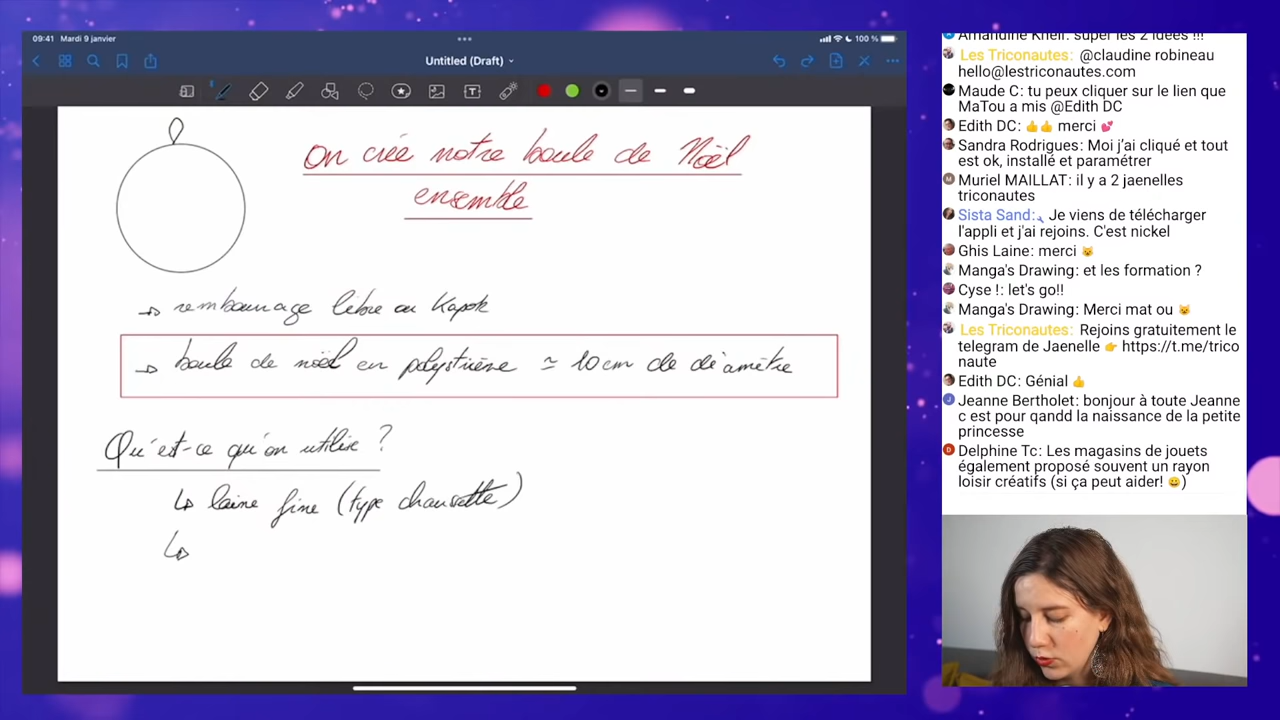 09:41 Mardi 9 janvier
100 %
Untitled (Draft)
On crée notre boule de Noël
ensemble
rembourrage libre ou Kapok
boule de noël en polystirène ≃ 10cm de diamètre
Qu'est-ce qu'on utilise ?
laine fine (type chaussette)
Amandine Kheif: super les 2 idées !!!
Les Triconautes: @claudine robineau
hello@lestriconautes.com
Maude C: tu peux cliquer sur le lien que
MaTou a mis @Edith DC
Edith DC: 👍👍 merci 💕
Sandra Rodrigues: Moi j'ai cliqué et tout
est ok, installé et paramétrer
Muriel MAILLAT: il y a 2 jaenelles
triconautes
Sista Sand: Je viens de télécharger
l'appli et j'ai rejoins. C'est nickel
Ghis Laine: merci 😺
Manga's Drawing: et les formation ?
Cyse !: let's go!!
Manga's Drawing: Merci mat ou 😺
Les Triconautes: Rejoins gratuitement le
telegram de Jaenelle 👉 https://t.me/trico
naute
Edith DC: Génial 👍
Jeanne Bertholet: bonjour à toute Jeanne
c est pour qandd la naissance de la petite
princesse
Delphine Tc: Les magasins de jouets
également proposé souvent un rayon
loisir créatifs (si ça peut aider! 😀)